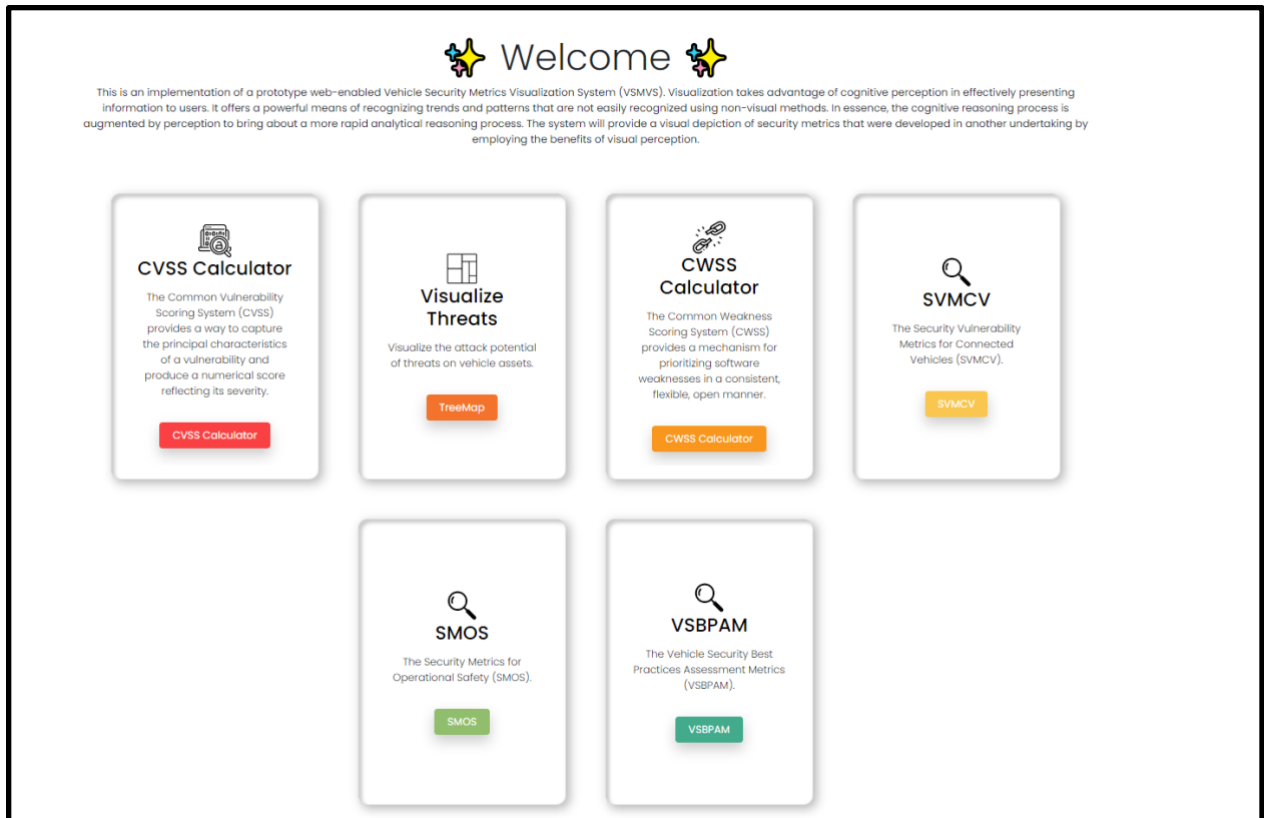 Welcome
This is an implementation of a prototype web-enabled Vehicle Security Metrics Visualization System (VSMVS). Visualization takes advantage of cognitive perception in effectively presenting
information to users. It offers a powerful means of recognizing trends and patterns that are not easily recognized using non-visual methods. In essence, the cognitive reasoning process is
augmented by perception to bring about a more rapid analytical reasoning process. The system will provide a visual depiction of security metrics that were developed in another undertaking by
employing the benefits of visual perception.
CVSS Calculator
The Common Vulnerability
Scoring System (CVSS)
provides a way to capture
the principal characteristics
of a vulnerability and
produce a numerical score
reflecting its severity.
CVSS Calculator
Visualize
Threats
Visualize the attack potential
of threats on vehicle assets.
TreeMap
CWSS
Calculator
The Common Weakness
Scoring System (CWSS)
provides a mechanism for
prioritizing software
weaknesses in a consistent,
flexible, open manner.
CWSS Calculator
SVMCV
The Security Vulnerability
Metrics for Connected
Vehicles (SVMCV).
SVMCV
SMOS
The Security Metrics for
Operational Safety (SMOS).
SMOS
VSBPAM
The Vehicle Security Best
Practices Assessment Metrics
(VSBPAM).
VSBPAM